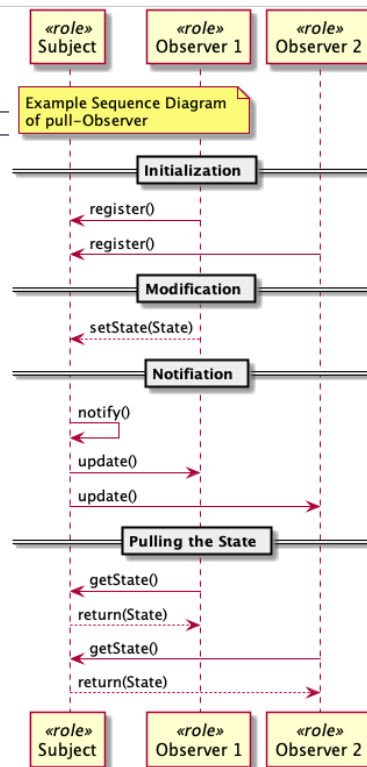 «role» «role» «role»
Subject Observer 1 Observer 2
Example Sequence Diagram
of pull-Observer
Initialization
register()
register()
Modification
setState(State)
Notifiation
notify()
update()
update()
Pulling the State
getState()
return(State)
getState()
return(State)
«role» «role» «role»
Subject Observer 1 Observer 2